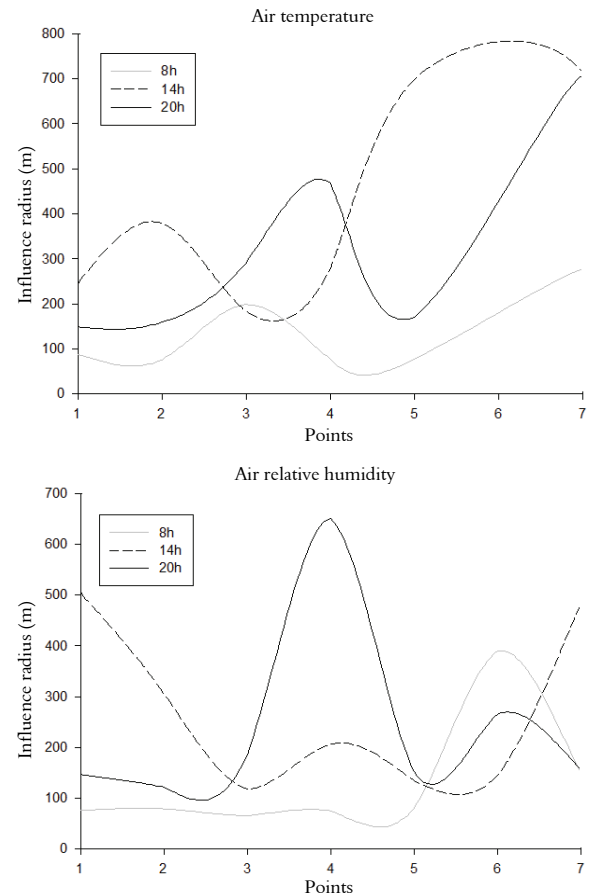 Air temperature
800
700
600
500
400
300
200
100
0
Influence radius (m)
8h
14h
20h
1 2 3 4 5 6 7
Points
Air relative humidity
700
600
500
400
300
200
100
0
Influence radius (m)
8h
14h
20h
1 2 3 4 5 6 7
Points